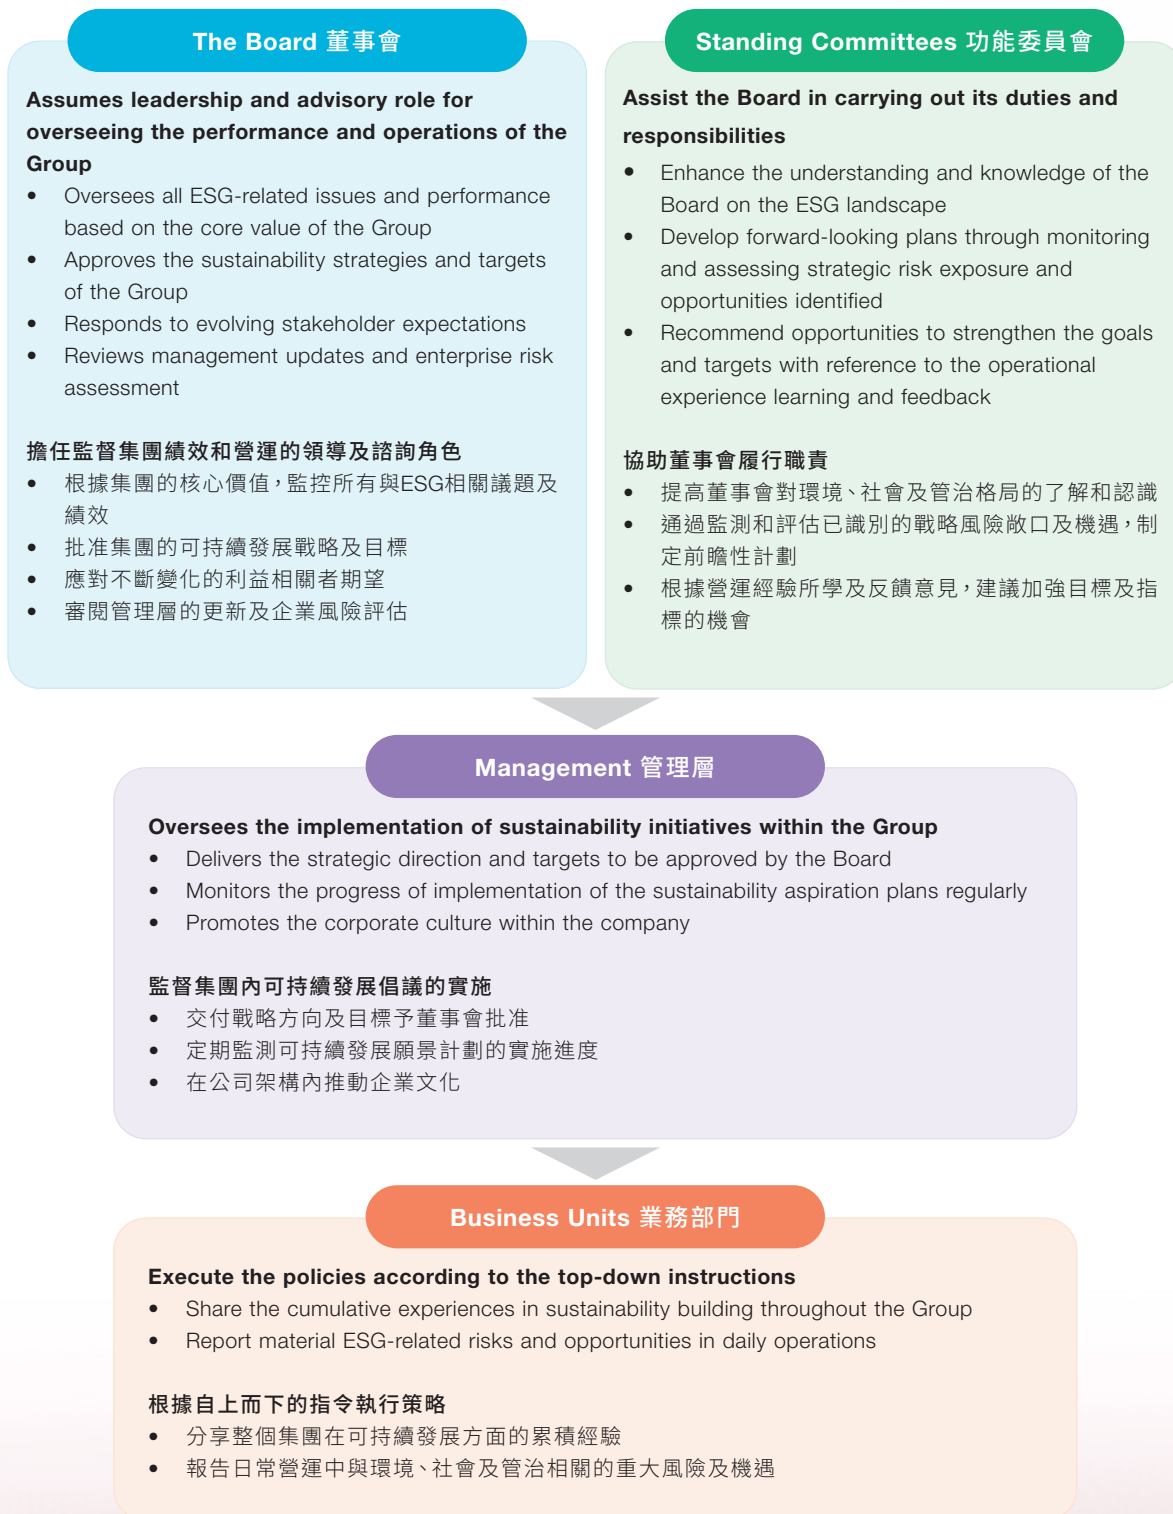 The Board 董事會
Assumes leadership and advisory role for
overseeing the performance and operations of the
Group
• Oversees all ESG-related issues and performance
based on the core value of the Group
• Approves the sustainability strategies and targets
of the Group
• Responds to evolving stakeholder expectations
• Reviews management updates and enterprise risk
assessment
擔任監督集團績效和營運的領導及諮詢角色
• 根據集團的核心價值，監控所有與ESG相關議題及
績效
• 批准集團的可持續發展戰略及目標
• 應對不斷變化的利益相關者期望
• 審閱管理層的更新及企業風險評估
Standing Committees 功能委員會
Assist the Board in carrying out its duties and
responsibilities
• Enhance the understanding and knowledge of the
Board on the ESG landscape
• Develop forward-looking plans through monitoring
and assessing strategic risk exposure and
opportunities identified
• Recommend opportunities to strengthen the goals
and targets with reference to the operational
experience learning and feedback
協助董事會履行職責
• 提高董事會對環境、社會及管治格局的了解和認識
• 通過監測和評估已識別的戰略風險敞口及機遇，制
定前瞻性計劃
• 根據營運經驗所學及反饋意見，建議加強目標及指
標的機會
Management 管理層
Oversees the implementation of sustainability initiatives within the Group
• Delivers the strategic direction and targets to be approved by the Board
• Monitors the progress of implementation of the sustainability aspiration plans regularly
• Promotes the corporate culture within the company
監督集團內可持續發展倡議的實施
• 交付戰略方向及目標予董事會批准
• 定期監測可持續發展願景計劃的實施進度
• 在公司架構內推動企業文化
Business Units 業務部門
Execute the policies according to the top-down instructions
• Share the cumulative experiences in sustainability building throughout the Group
• Report material ESG-related risks and opportunities in daily operations
根據自上而下的指令執行策略
• 分享整個集團在可持續發展方面的累積經驗
• 報告日常營運中與環境、社會及管治相關的重大風險及機遇